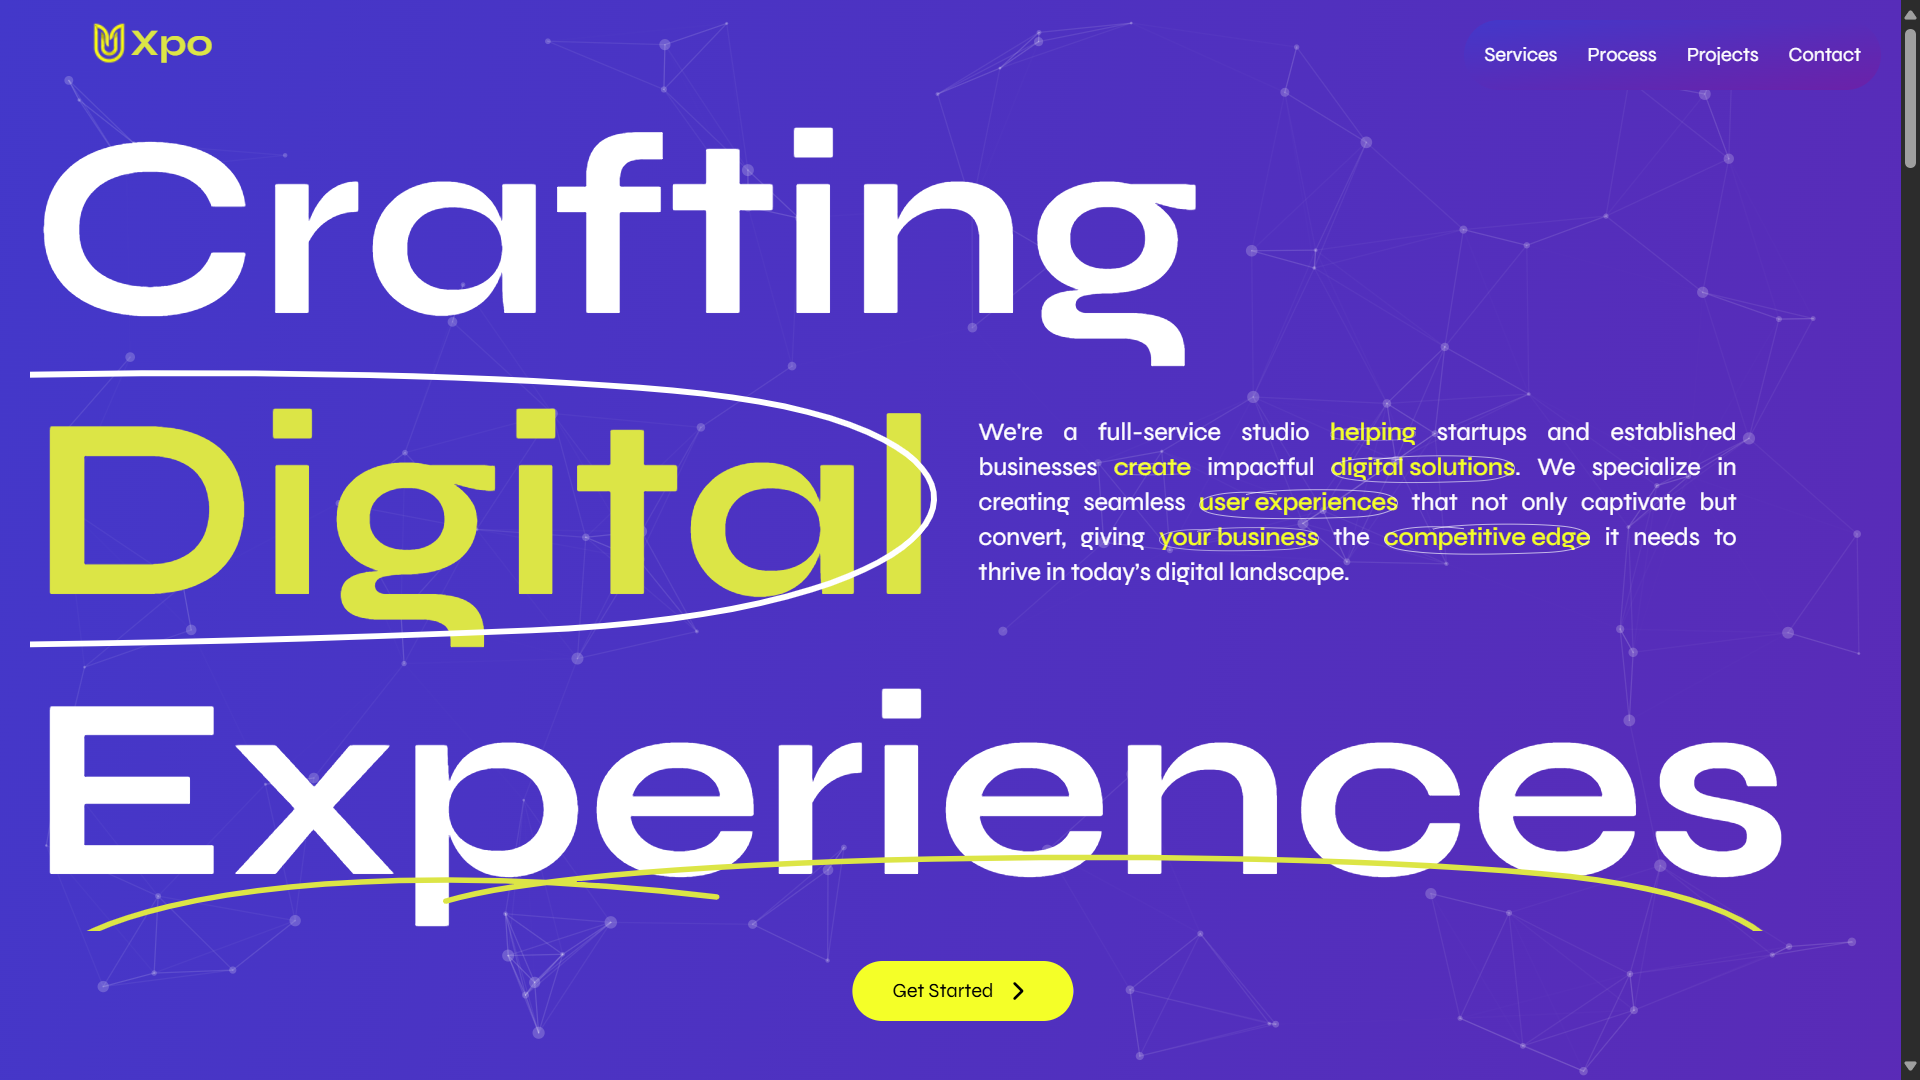 Xpo
Services Process Projects Contact
Crafting
Digital
We're a full-service studio helping startups and established
businesses create impactful digital solutions. We specialize in
creating seamless user experiences that not only captivate but
convert, giving your business the competitive edge it needs to
thrive in today’s digital landscape.
Experiences
Get Started